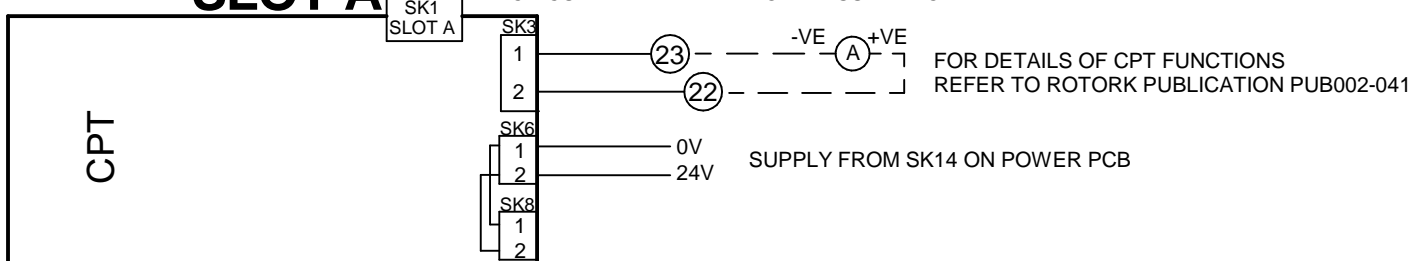 SLOT A
SK1
SLOT A
CPT
SK3
1
2
23
22
-VE
A
+VE
FOR DETAILS OF CPT FUNCTIONS
REFER TO ROTORK PUBLICATION PUB002-041
SK6
1
2
0V
24V
SUPPLY FROM SK14 ON POWER PCB
SK8
1
2